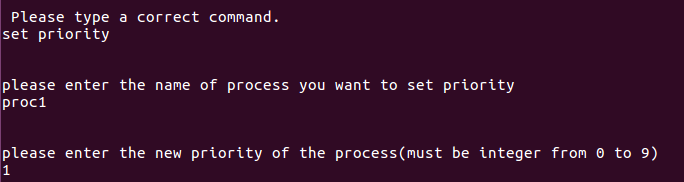 Please type a correct command.
set priority
please enter the name of process you want to set priority
proc1
please enter the new priority of the process(must be integer from 0 to 9)
1